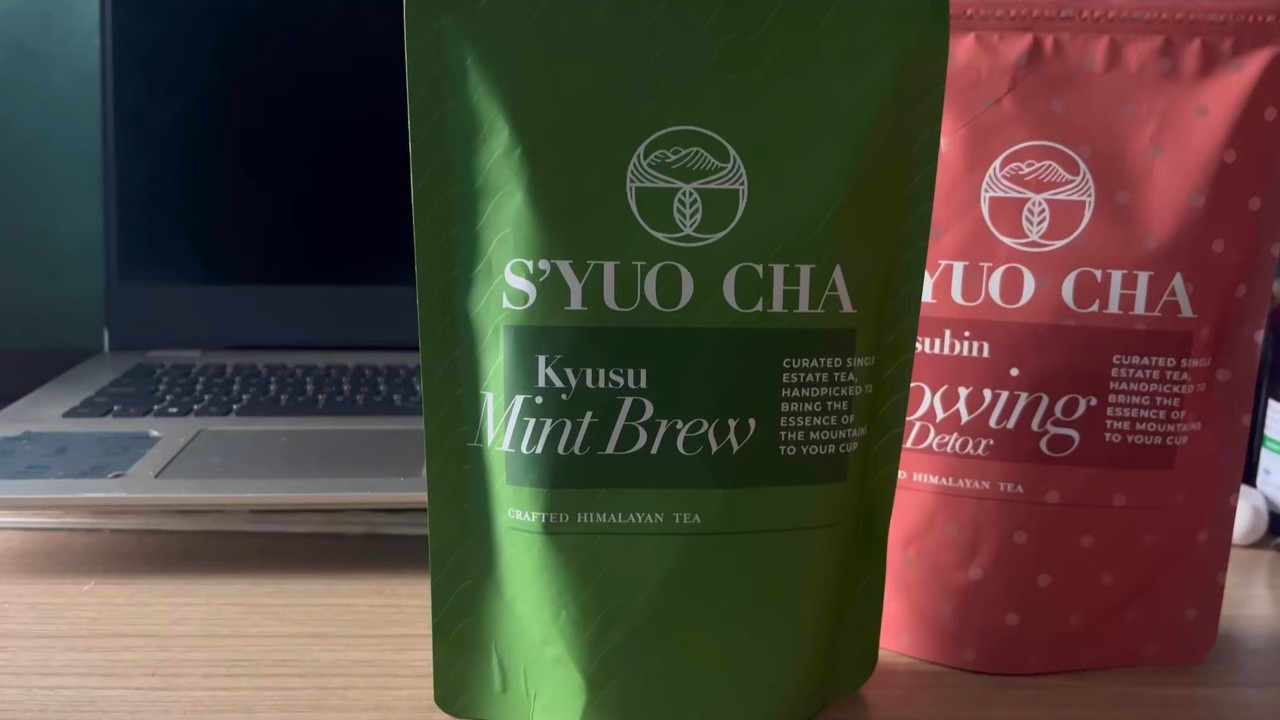 S'YUO CHA
Kyusu
Mint Brew
CURATED SINGLE
ESTATE TEA,
HANDPICKED TO
BRING THE
ESSENCE OF
THE MOUNTAINS
TO YOUR CUP
CRAFTED HIMALAYAN TEA
YUO CHA
subin
owing
Detox
CURATED SINGLE
ESTATE TEA,
HANDPICKED TO
BRING THE
ESSENCE OF
THE MOUNTAINS
TO YOUR CUP
D HIMALAYAN TEA